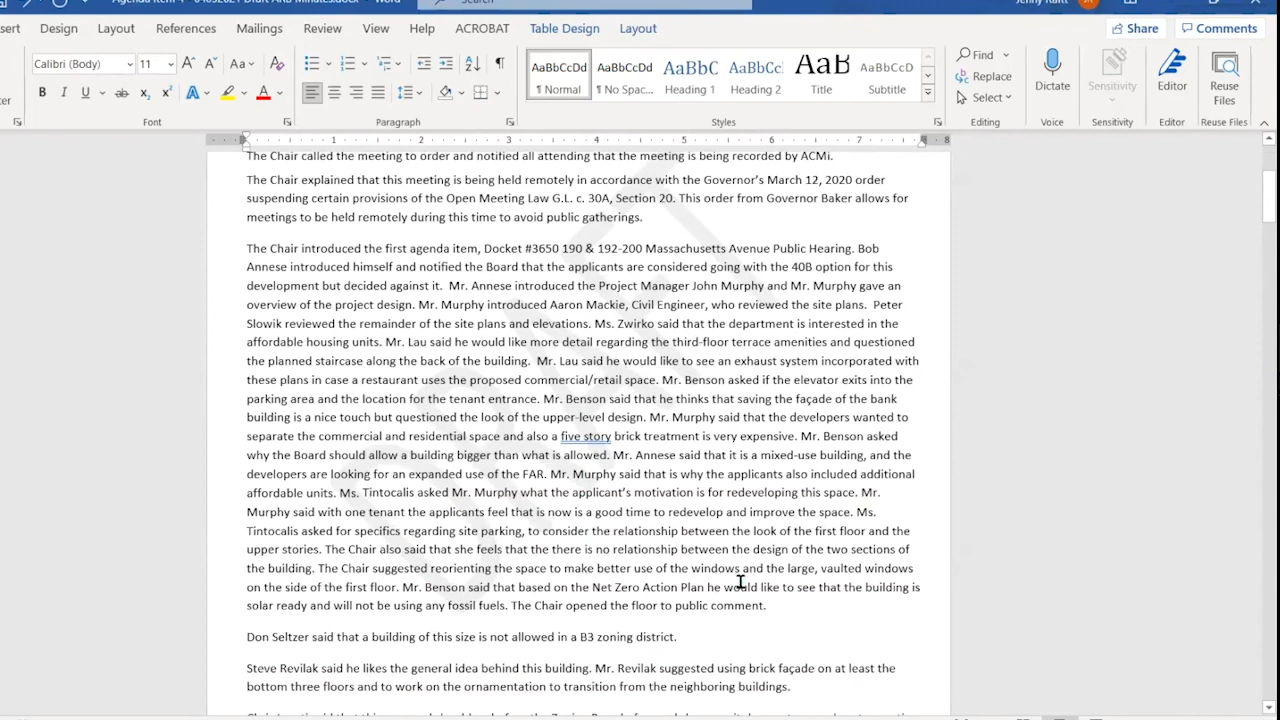 Agenda Item 4 - 04052021 Draft ARB Minutes.docx - Word
Search
sert Design Layout References Mailings Review View Help ACROBAT Table Design Layout
Share Comments
Calibri (Body) 11
Aa
AaBbCcDd AaBbCcDd AaBbC AaBbCc AaB AaBbCcD
¶ Normal ¶ No Spac... Heading 1 Heading 2 Title Subtitle
Find
Replace
Select
Dictate Sensitivity Editor Reuse Files
Font Paragraph Styles Editing Voice Sensitivity Editor Reuse Files
1 2 3 4 5 6 7 8
DRAFT
The Chair called the meeting to order and notified all attending that the meeting is being recorded by ACMi.
The Chair explained that this meeting is being held remotely in accordance with the Governor's March 12, 2020 order
suspending certain provisions of the Open Meeting Law G.L. c. 30A, Section 20. This order from Governor Baker allows for
meetings to be held remotely during this time to avoid public gatherings.
The Chair introduced the first agenda item, Docket #3650 190 & 192-200 Massachusetts Avenue Public Hearing. Bob
Annese introduced himself and notified the Board that the applicants are considered going with the 40B option for this
development but decided against it. Mr. Annese introduced the Project Manager John Murphy and Mr. Murphy gave an
overview of the project design. Mr. Murphy introduced Aaron Mackie, Civil Engineer, who reviewed the site plans. Peter
Slowik reviewed the remainder of the site plans and elevations. Ms. Zwirko said that the department is interested in the
affordable housing units. Mr. Lau said he would like more detail regarding the third-floor terrace amenities and questioned
the planned staircase along the back of the building. Mr. Lau said he would like to see an exhaust system incorporated with
these plans in case a restaurant uses the proposed commercial/retail space. Mr. Benson asked if the elevator exits into the
parking area and the location for the tenant entrance. Mr. Benson said that he thinks that saving the façade of the bank
building is a nice touch but questioned the look of the upper-level design. Mr. Murphy said that the developers wanted to
separate the commercial and residential space and also a five story brick treatment is very expensive. Mr. Benson asked
why the Board should allow a building bigger than what is allowed. Mr. Annese said that it is a mixed-use building, and the
developers are looking for an expanded use of the FAR. Mr. Murphy said that is why the applicants also included additional
affordable units. Ms. Tintocalis asked Mr. Murphy what the applicant's motivation is for redeveloping this space. Mr.
Murphy said with one tenant the applicants feel that is now is a good time to redevelop and improve the space. Ms.
Tintocalis asked for specifics regarding site parking, to consider the relationship between the look of the first floor and the
upper stories. The Chair also said that she feels that the there is no relationship between the design of the two sections of
the building. The Chair suggested reorienting the space to make better use of the windows and the large, vaulted windows
on the side of the first floor. Mr. Benson said that based on the Net Zero Action Plan he would like to see that the building is
solar ready and will not be using any fossil fuels. The Chair opened the floor to public comment.
Don Seltzer said that a building of this size is not allowed in a B3 zoning district.
Steve Revilak said he likes the general idea behind this building. Mr. Revilak suggested using brick façade on at least the
bottom three floors and to work on the ornamentation to transition from the neighboring buildings.